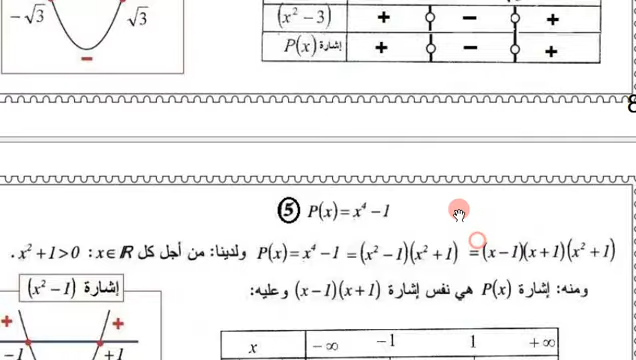 −√3 √3
−
(x² − 3) + − +
إشارة P(x) + − +
8
⑤ P(x) = x⁴ − 1
P(x) = x⁴ − 1 = (x² − 1)(x² + 1) = (x − 1)(x + 1)(x² + 1) ولدينا: من أجل كل x ∈ ℝ : x² + 1 > 0 .
ومنه: إشارة P(x) هي نفس إشارة (x − 1)(x + 1) وعليه:
إشارة (x² − 1)
+ +
−1 +1
x −∞ −1 1 +∞